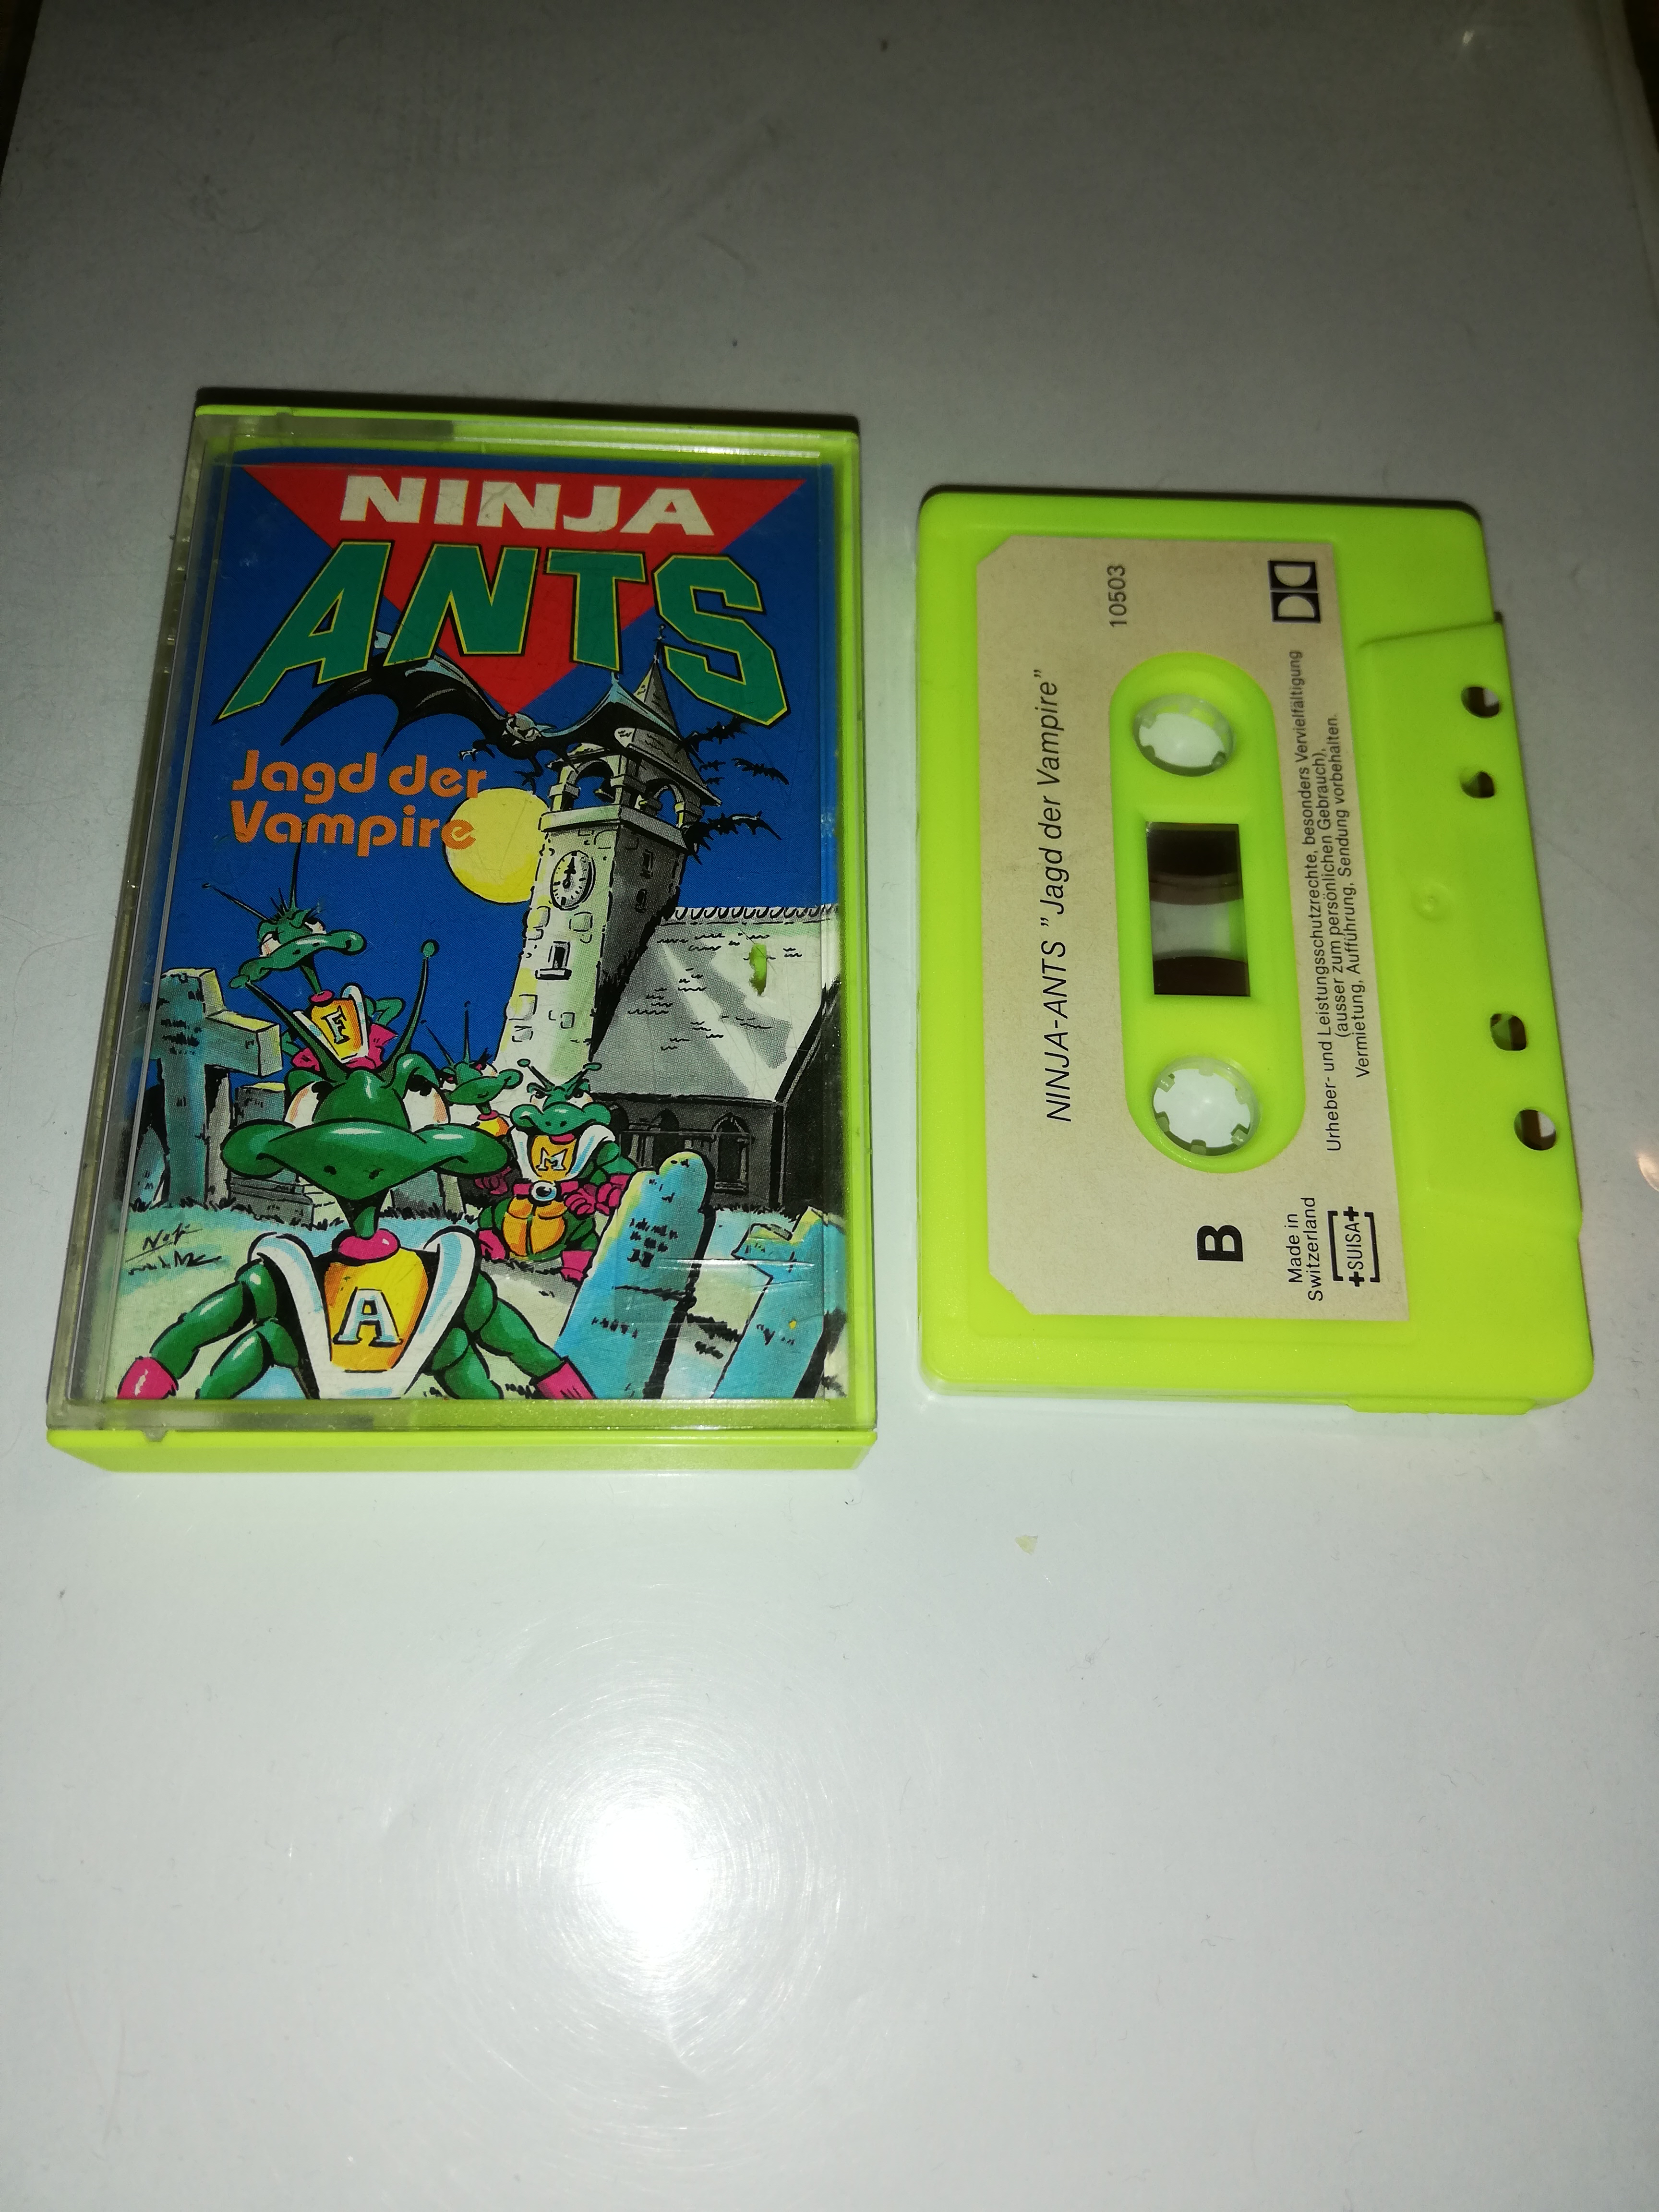 NINJA
ANTS
Jagd der
Vampire
L
M
A
NINJA-ANTS "Jagd der Vampire"
10503
B
Made in
Switzerland
SUISA
Urheber- und Leistungsschutzrechte, besonders Vervielfältigung
(ausser zum persönlichen Gebrauch),
Vermietung, Aufführung, Sendung vorbehalten.